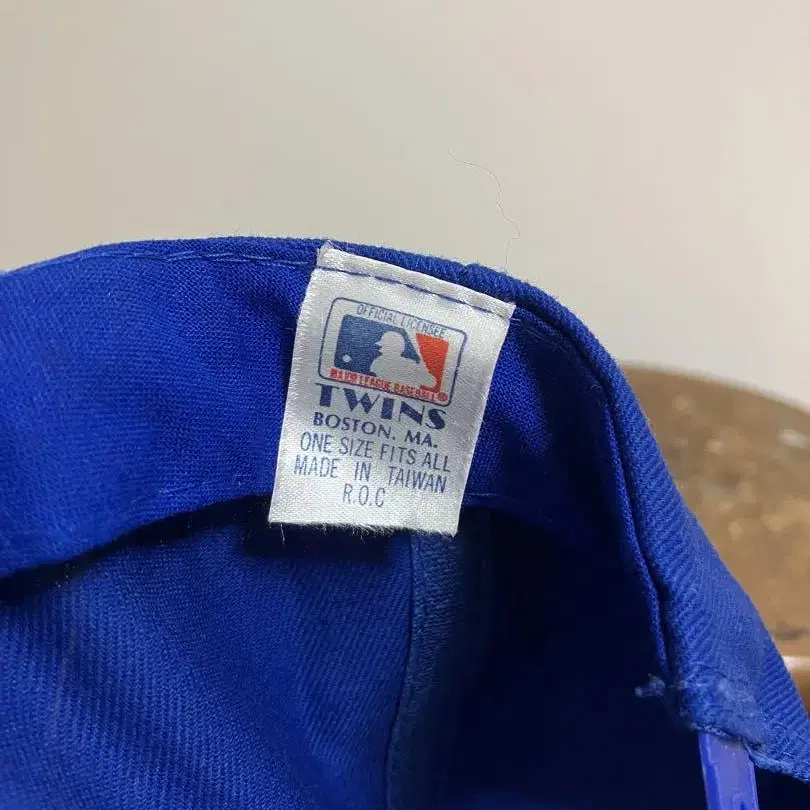 OFFICIAL LICENSEE
MAJOR LEAGUE BASEBALL®
TWINS
BOSTON. MA.
ONE SIZE FITS ALL
MADE IN TAIWAN
R.O.C